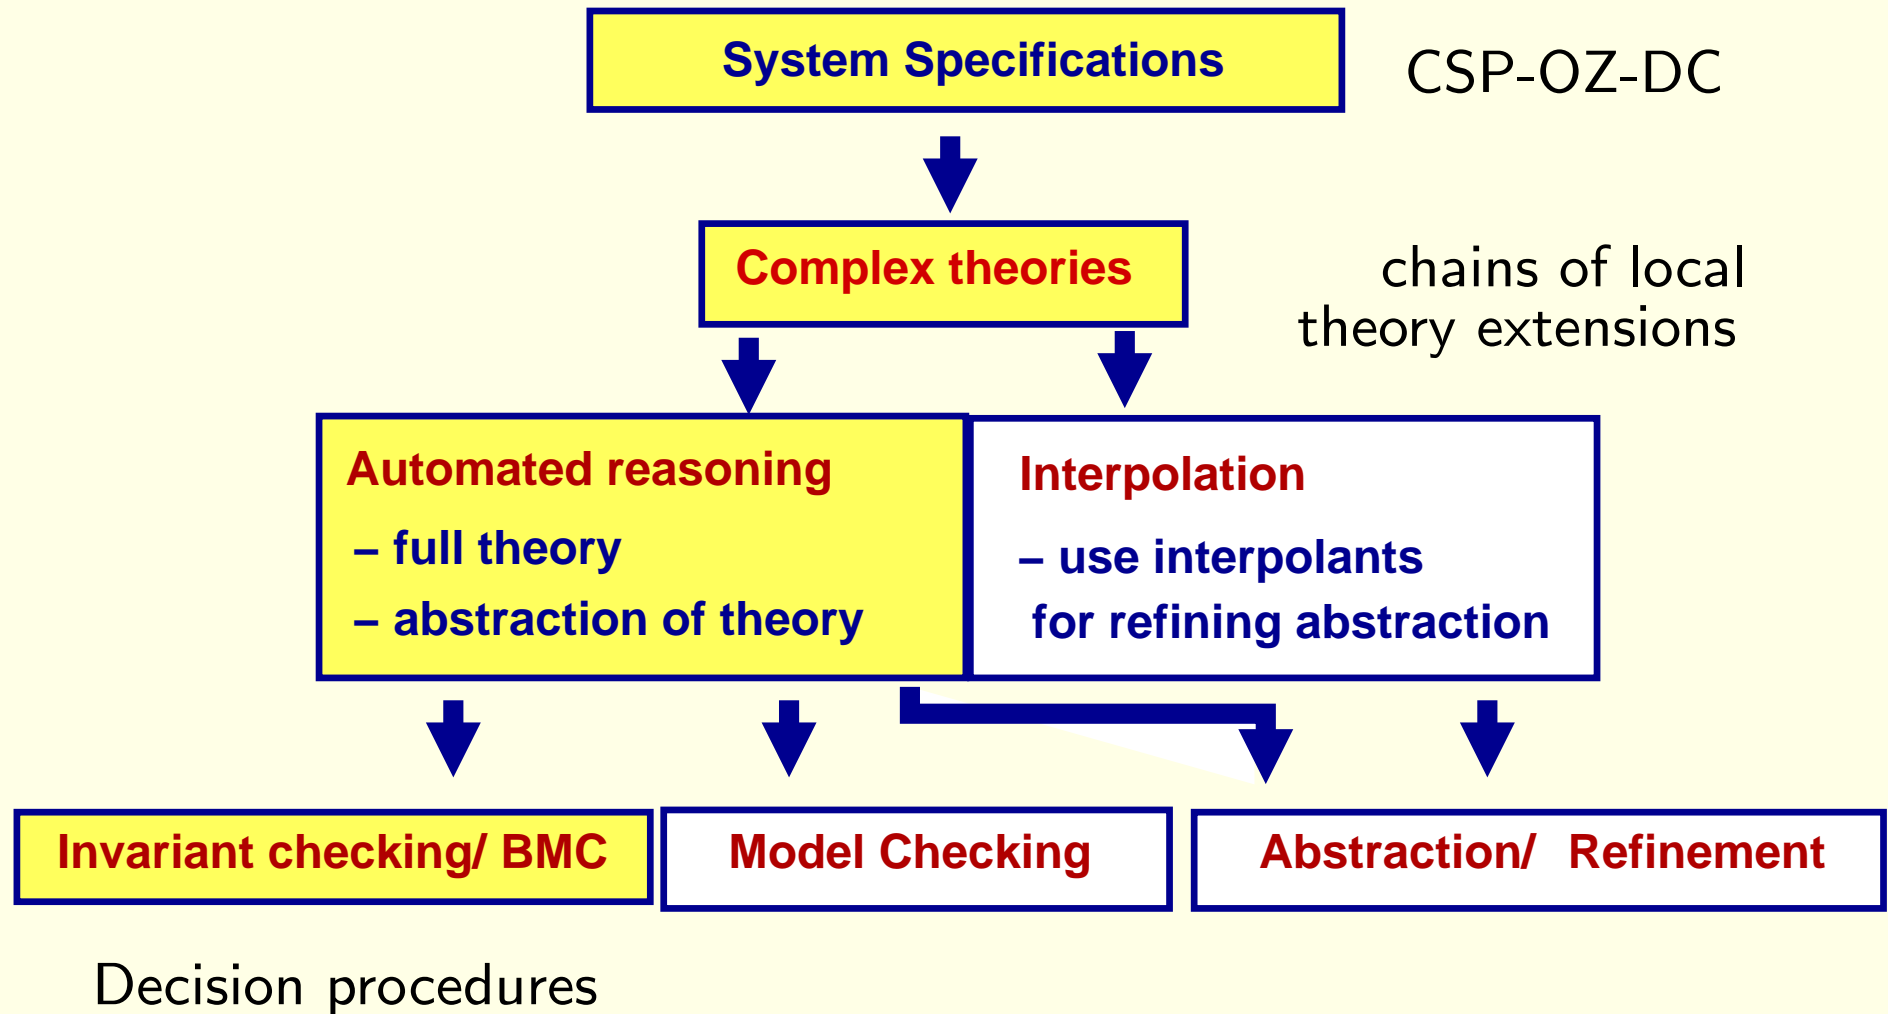 System Specifications
CSP-OZ-DC
Complex theories
chains of local
theory extensions
Automated reasoning
– full theory
– abstraction of theory
Interpolation
– use interpolants
for refining abstraction
Invariant checking/ BMC
Model Checking
Abstraction/ Refinement
Decision procedures